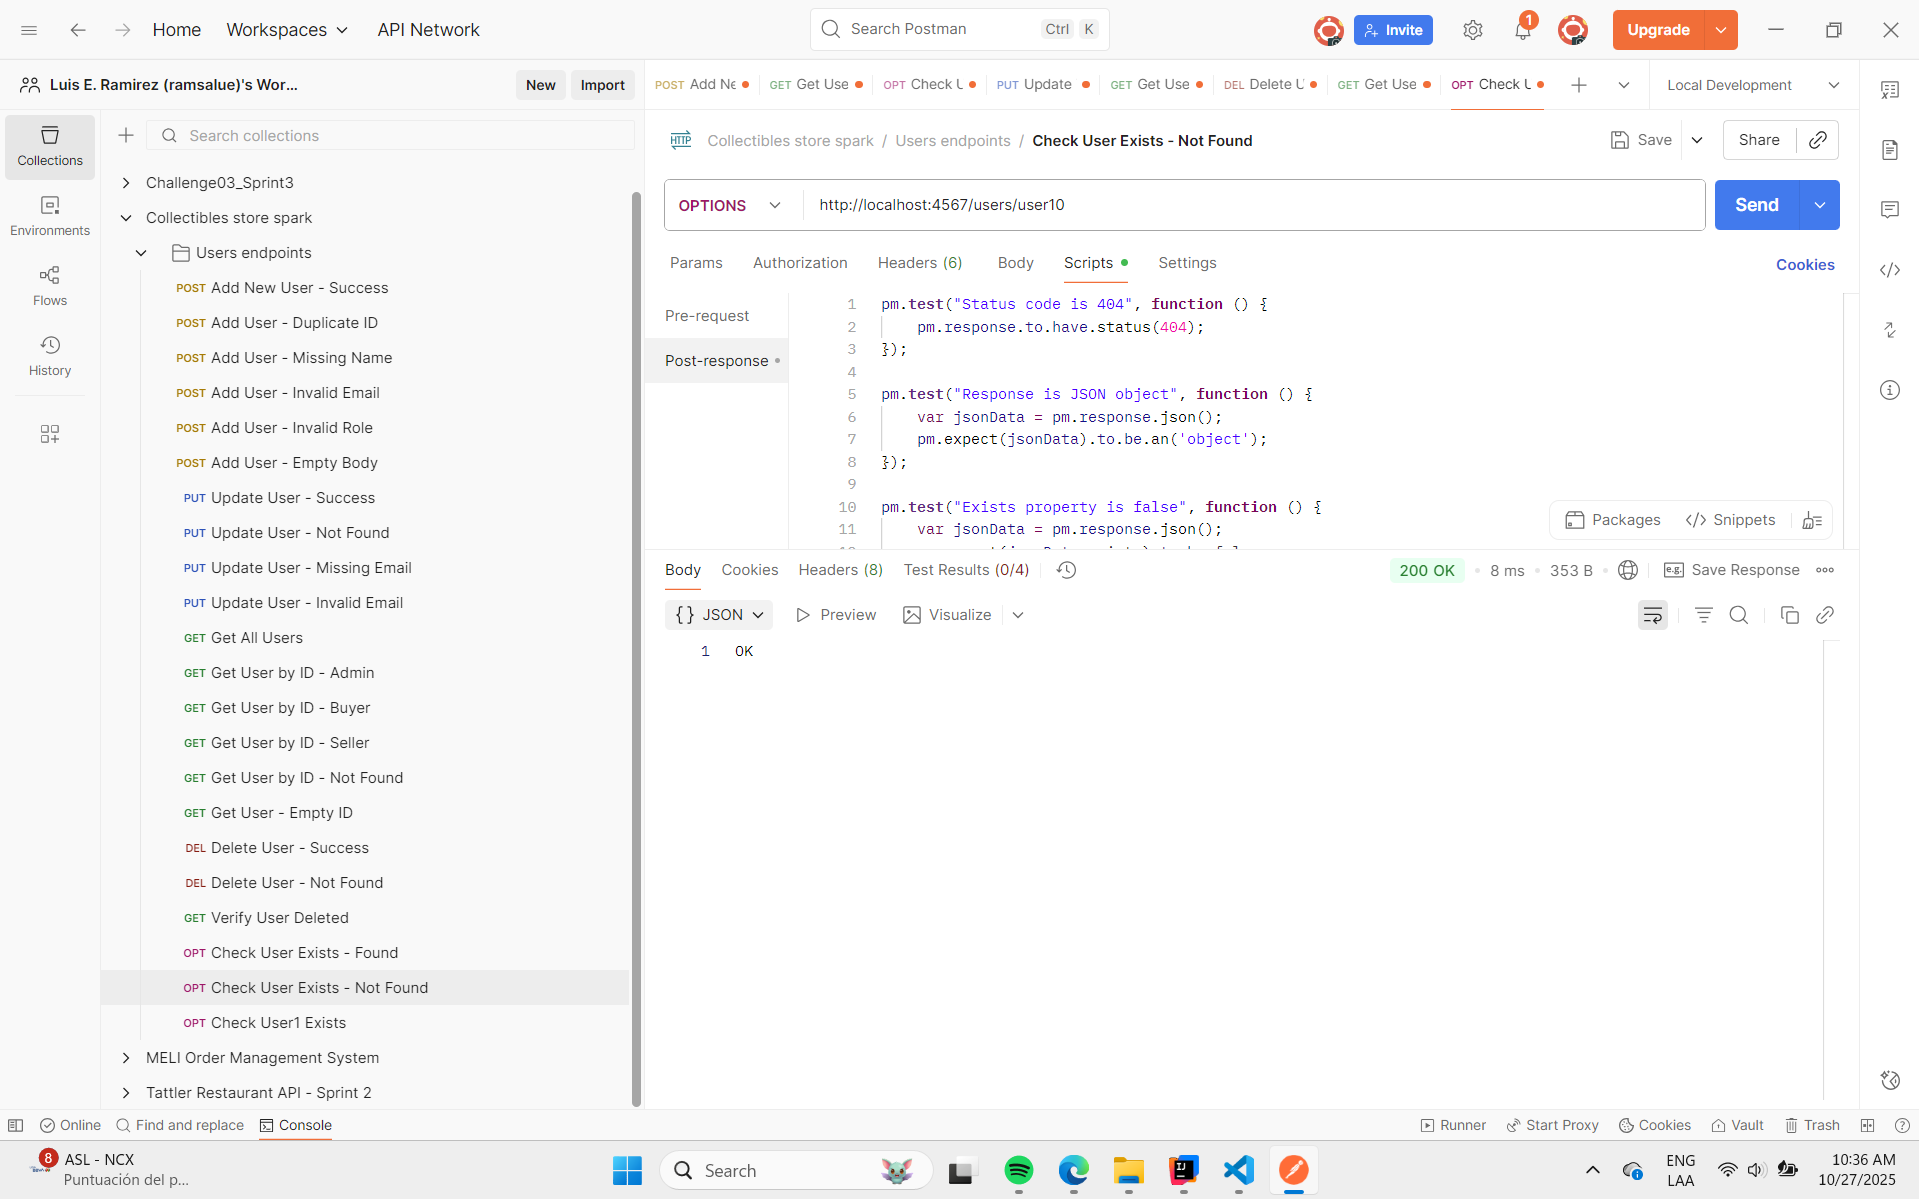 Home
Workspaces
API Network
Search Postman
Ctrl K
Invite
1
Upgrade
Luis E. Ramirez (ramsalue)'s Wor...
New
Import
POST Add Ne
GET Get Use
OPT Check U
PUT Update
GET Get Use
DEL Delete U
GET Get Use
OPT Check U
Local Development
Collections
Environments
Flows
History
Search collections
Challenge03_Sprint3
Collectibles store spark
Users endpoints
POST Add New User - Success
POST Add User - Duplicate ID
POST Add User - Missing Name
POST Add User - Invalid Email
POST Add User - Invalid Role
POST Add User - Empty Body
PUT Update User - Success
PUT Update User - Not Found
PUT Update User - Missing Email
PUT Update User - Invalid Email
GET Get All Users
GET Get User by ID - Admin
GET Get User by ID - Buyer
GET Get User by ID - Seller
GET Get User by ID - Not Found
GET Get User - Empty ID
DEL Delete User - Success
DEL Delete User - Not Found
GET Verify User Deleted
OPT Check User Exists - Found
OPT Check User Exists - Not Found
OPT Check User1 Exists
MELI Order Management System
Tattler Restaurant API - Sprint 2
HTTP Collectibles store spark / Users endpoints / Check User Exists - Not Found
Save
Share
OPTIONS
http://localhost:4567/users/user10
Send
Params
Authorization
Headers (6)
Body
Scripts
Settings
Cookies
Pre-request
Post-response
1 pm.test("Status code is 404", function () {
2 pm.response.to.have.status(404);
3 });
4
5 pm.test("Response is JSON object", function () {
6 var jsonData = pm.response.json();
7 pm.expect(jsonData).to.be.an('object');
8 });
9
10 pm.test("Exists property is false", function () {
11 var jsonData = pm.response.json();
Packages
Snippets
Body
Cookies
Headers (8)
Test Results (0/4)
200 OK
8 ms
353 B
e.g. Save Response
{} JSON
Preview
Visualize
1 OK
Online
Find and replace
Console
Runner
Start Proxy
Cookies
Vault
Trash
8
ASL - NCX
Puntuación del p...
Search
ENG
LAA
10:36 AM
10/27/2025